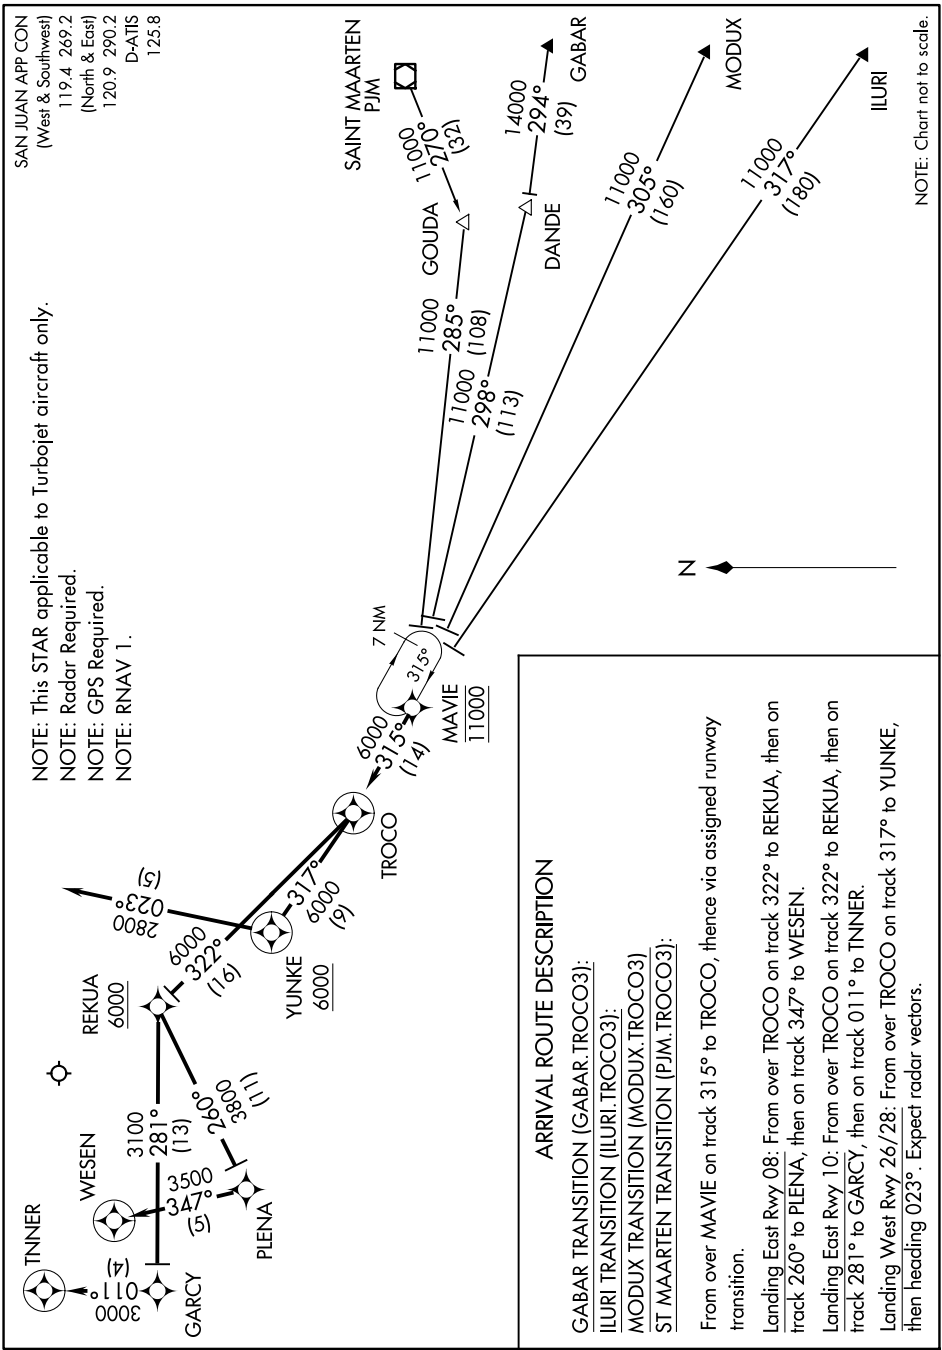 SAN JUAN APP CON
(West & Southwest)
119.4 269.2
(North & East)
120.9 290.2
D-ATIS
125.8
NOTE: This STAR applicable to Turbojet aircraft only.
NOTE: Radar Required.
NOTE: GPS Required.
NOTE: RNAV 1.
TNNER
3000
011°
(4)
GARCY
WESEN
3500
347°
(5)
PLENA
3100
281°
(13)
260°
3800
(11)
REKUA
6000
2800
023°
(5)
6000
322°
(16)
YUNKE
6000
317°
6000
(9)
TROCO
6000
315°
(14)
MAVIE
11000
7 NM
315°
SAINT MAARTEN
PJM
11000
270°
(32)
GOUDA
11000
285°
(108)
GABAR
14000
294°
(39)
DANDE
11000
298°
(113)
MODUX
11000
305°
(160)
ILURI
11000
317°
(180)
N
NOTE: Chart not to scale.
ARRIVAL ROUTE DESCRIPTION
GABAR TRANSITION (GABAR.TROCO3):
ILURI TRANSITION (ILURI.TROCO3):
MODUX TRANSITION (MODUX.TROCO3)
ST MAARTEN TRANSITION (PJM.TROCO3):
From over MAVIE on track 315° to TROCO, thence via assigned runway
transition.
Landing East Rwy 08: From over TROCO on track 322° to REKUA, then on
track 260° to PLENA, then on track 347° to WESEN.
Landing East Rwy 10: From over TROCO on track 322° to REKUA, then on
track 281° to GARCY, then on track 011° to TNNER.
Landing West Rwy 26/28: From over TROCO on track 317° to YUNKE,
then heading 023°. Expect radar vectors.